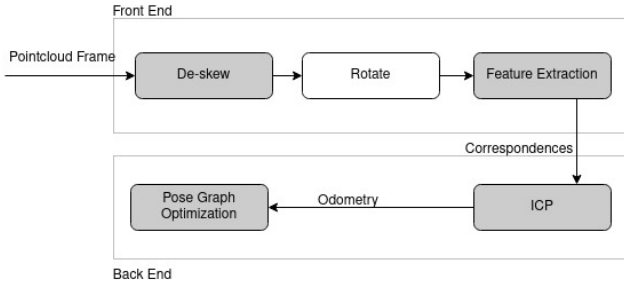 Front End
Pointcloud Frame
De-skew
Rotate
Feature Extraction
Correspondences
Pose Graph
Optimization
Odometry
ICP
Back End